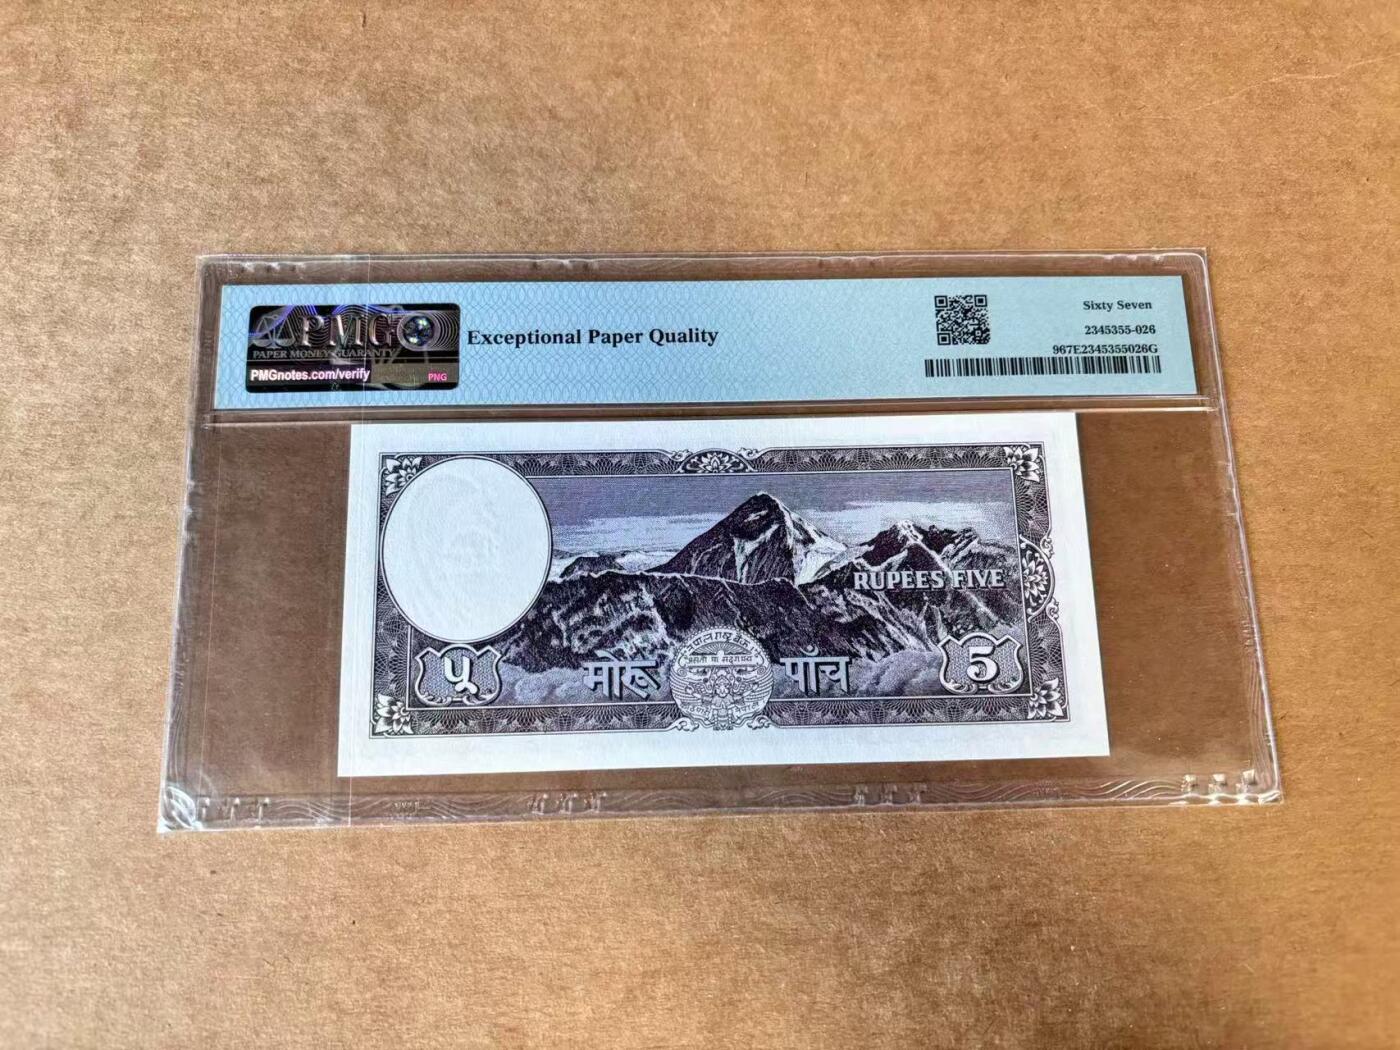 PMG
PAPER MONEY GUARANTY
PMGnotes.com/verify
PNG
Exceptional Paper Quality
Sixty Seven
2345355-026
967E2345355026G
RUPEES FIVE
५
मोरू
पांच
5